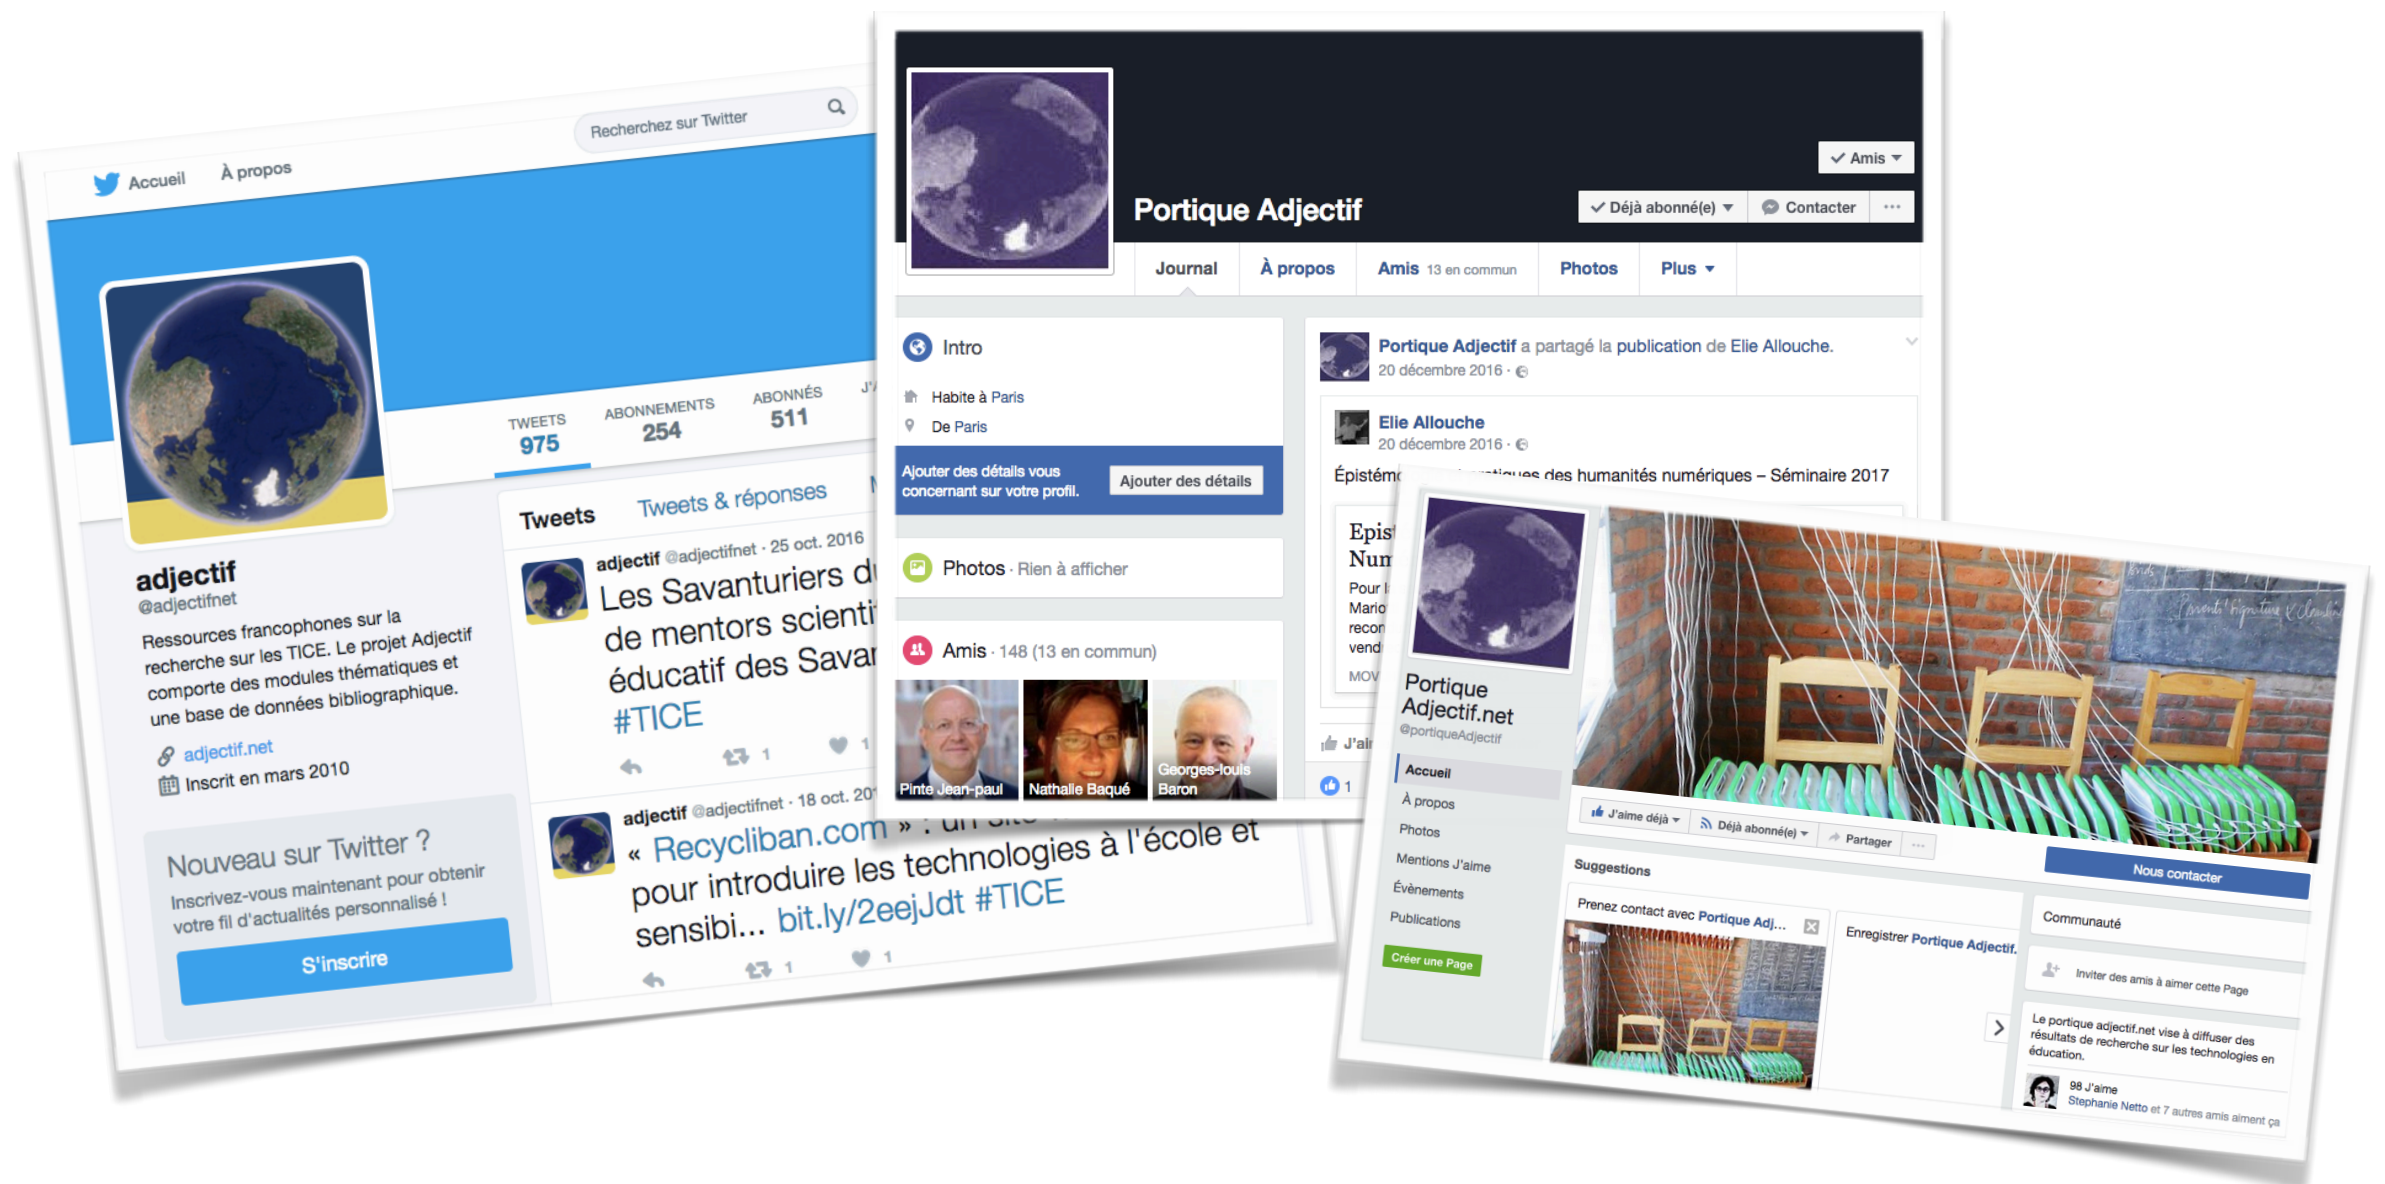 Accueil
À propos
Recherchez sur Twitter
TWEETS
975
ABONNEMENTS
254
ABONNÉS
511
adjectif
@adjectifnet
Ressources francophones sur la
recherche sur les TICE. Le projet Adjectif
comporte des modules thématiques et
une base de données bibliographique.
adjectif.net
Inscrit en mars 2010
Nouveau sur Twitter ?
Inscrivez-vous maintenant pour obtenir
votre fil d'actualités personnalisé !
S'inscrire
Tweets
Tweets & réponses
adjectif @adjectifnet · 25 oct. 2016
Les Savanturiers
de mentors
éducatif des
#TICE
1
1
adjectif @adjectifnet · 18 oct.
« Recycliban.com » : un
pour introduire les technologies à l'école et
sensibi... bit.ly/2eejJdt #TICE
1
1
Portique Adjectif
Amis
Déjà abonné(e)
Contacter
Journal
À propos
Amis 13 en commun
Photos
Plus
Intro
Habite à Paris
De Paris
Ajouter des détails vous
concernant sur votre profil.
Ajouter des détails
Photos · Rien à afficher
Amis · 148 (13 en commun)
Pinte Jean-paul
Nathalie Baqué
Georges-louis
Baron
Portique Adjectif a partagé la publication de Elie Allouche.
20 décembre 2016 ·
Elie Allouche
20 décembre 2016 ·
des humanités numériques – Séminaire 2017
Pour
1
Portique
Adjectif.net
@portiqueAdjectif
Accueil
À propos
Photos
Mentions J'aime
Évènements
Publications
Créer une Page
J'aime déjà
Déjà abonné(e)
Partager
Nous contacter
Suggestions
Prenez contact avec Portique Adj...
Enregistrer Portique Adjectif.
Communauté
Inviter des amis à aimer cette Page
Le portique adjectif.net vise à diffuser des
résultats de recherche sur les technologies en
éducation.
98 J'aime
Stephanie Netto et 7 autres amis aiment ça